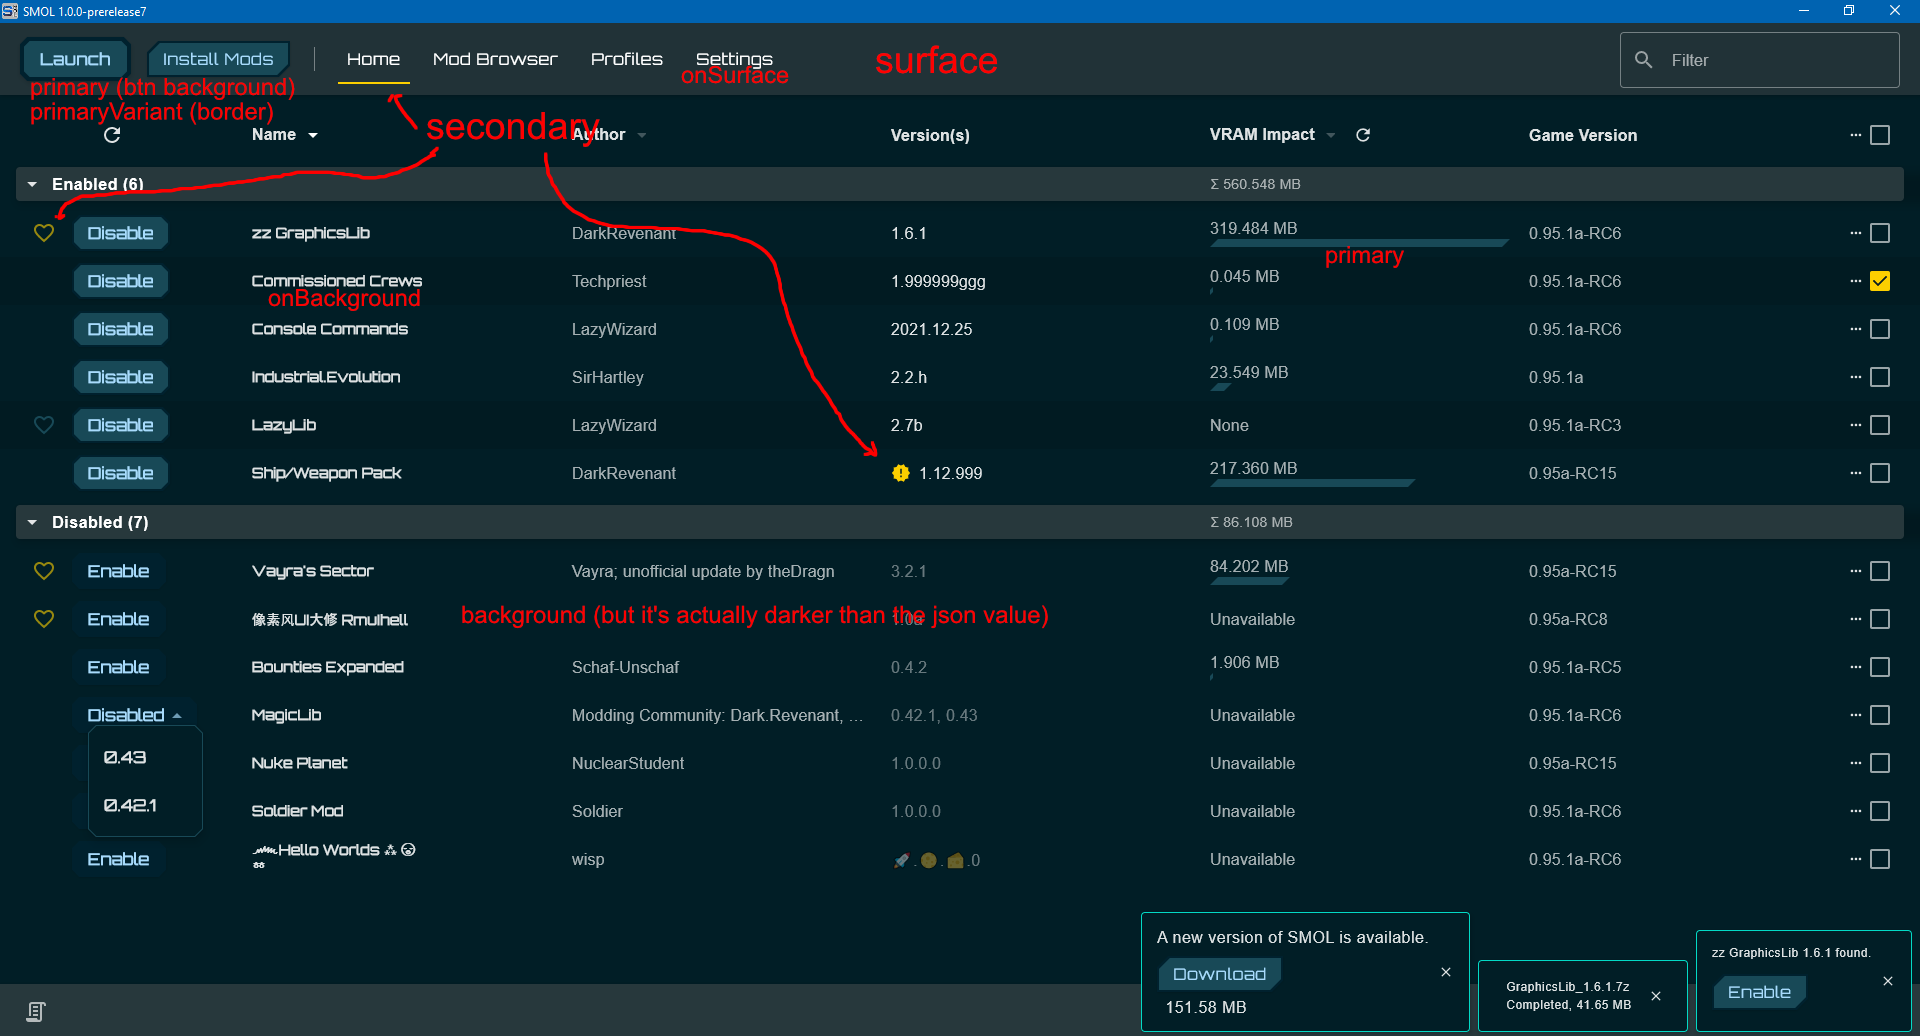 SMOL 1.0.0-prerelease7
Launch
Install Mods
Home
Mod Browser
Profiles
Settings
onSurface
surface
Filter
primary (btn background)
primaryVariant (border)
secondary
Name
Author
Version(s)
VRAM Impact
Game Version
Enabled (6)
Σ 560.548 MB
Disable zz GraphicsLib DarkRevenant 1.6.1 319.484 MB 0.95.1a-RC6
primary
Disable Commissioned Crews Techpriest 1.999999ggg 0.045 MB 0.95.1a-RC6
onBackground
Disable Console Commands LazyWizard 2021.12.25 0.109 MB 0.95.1a-RC6
Disable Industrial.Evolution SirHartley 2.2.h 23.549 MB 0.95.1a
Disable LazyLib LazyWizard 2.7b None 0.95.1a-RC3
Disable Ship/Weapon Pack DarkRevenant 1.12.999 217.360 MB 0.95a-RC15
Disabled (7)
Σ 86.108 MB
Enable Vayra's Sector Vayra; unofficial update by theDragn 3.2.1 84.202 MB 0.95a-RC15
Enable 像素风UI大修 Rmulhell 1.0a Unavailable 0.95a-RC8
background (but it's actually darker than the json value)
Enable Bounties Expanded Schaf-Unschaf 0.4.2 1.906 MB 0.95.1a-RC5
Disabled MagicLib Modding Community: Dark.Revenant, ... 0.42.1, 0.43 Unavailable 0.95.1a-RC6
0.43
0.42.1
Nuke Planet NuclearStudent 1.0.0.0 Unavailable 0.95a-RC15
Soldier Mod Soldier 1.0.0.0 Unavailable 0.95.1a-RC6
Enable Hello Worlds wisp 🚀.🪙.🧀.0 Unavailable 0.95.1a-RC6
A new version of SMOL is available.
Download
151.58 MB
GraphicsLib_1.6.1.7z
Completed, 41.65 MB
zz GraphicsLib 1.6.1 found.
Enable